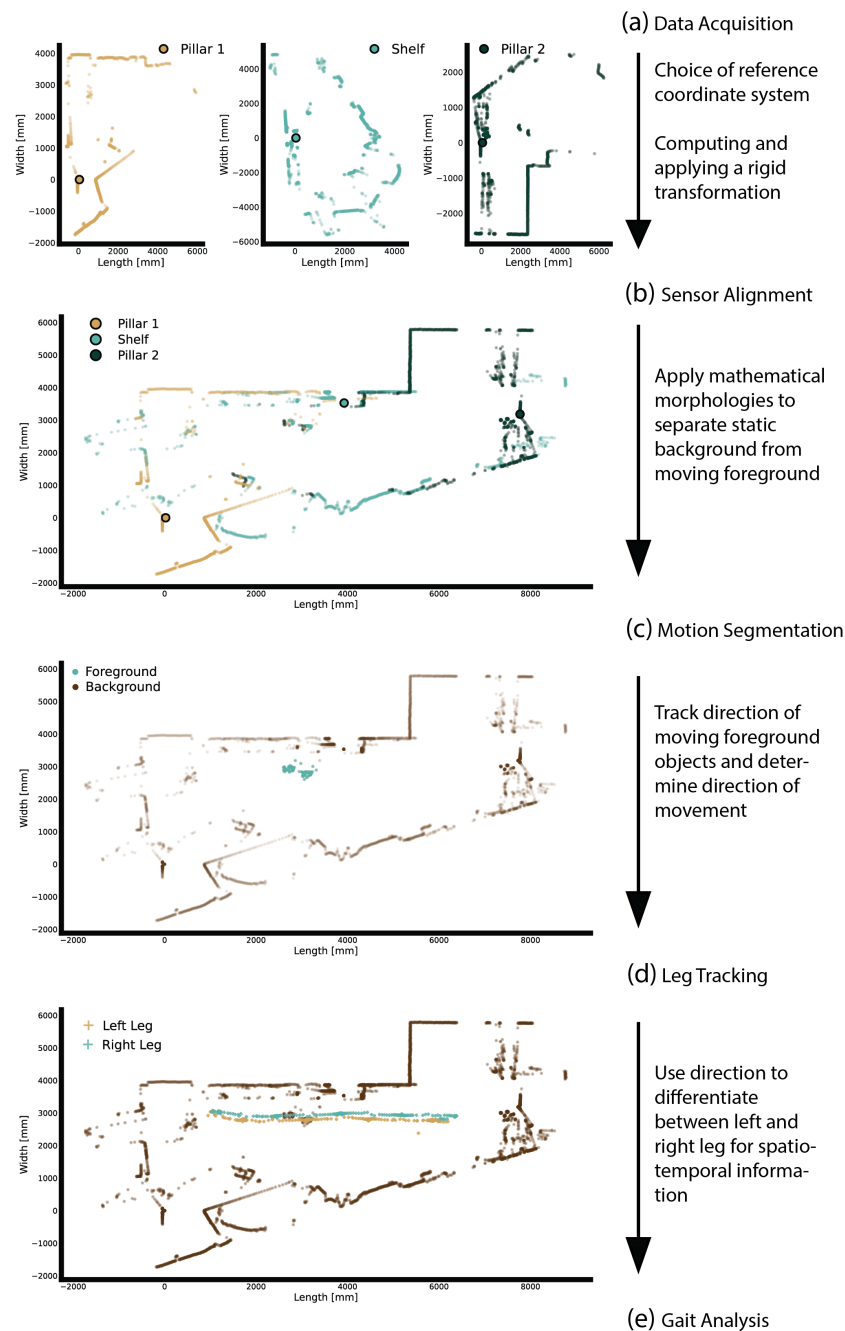 (a) Data Acquisition
Pillar 1
Shelf
Pillar 2
4000
3000
2000
1000
0
−1000
−2000
Width [mm]
0
2000
4000
6000
Length [mm]
4000
2000
0
−2000
−4000
−6000
Width [mm]
0
4000
Length [mm]
2000
1000
0
−1000
−2000
Width [mm]
0
2000
4000
6000
Length [mm]
Choice of reference
coordinate system
Computing and
applying a rigid
transformation
(b) Sensor Alignment
Pillar 1
Shelf
Pillar 2
6000
5000
4000
3000
2000
1000
0
−1000
−2000
Width [mm]
−2000
0
2000
4000
6000
8000
Length [mm]
Apply mathematical
morphologies to
separate static
background from
moving foreground
(c) Motion Segmentation
Foreground
Background
6000
5000
4000
3000
2000
1000
0
−1000
−2000
Width [mm]
−2000
0
2000
4000
6000
8000
Length [mm]
Track direction of
moving foreground
objects and deter-
mine direction of
movement
(d) Leg Tracking
Left Leg
Right Leg
6000
5000
4000
3000
2000
1000
0
−1000
−2000
Width [mm]
−2000
0
2000
4000
6000
8000
Length [mm]
Use direction to
differentiate
between left and
right leg for spatio-
temporal informa-
tion
(e) Gait Analysis